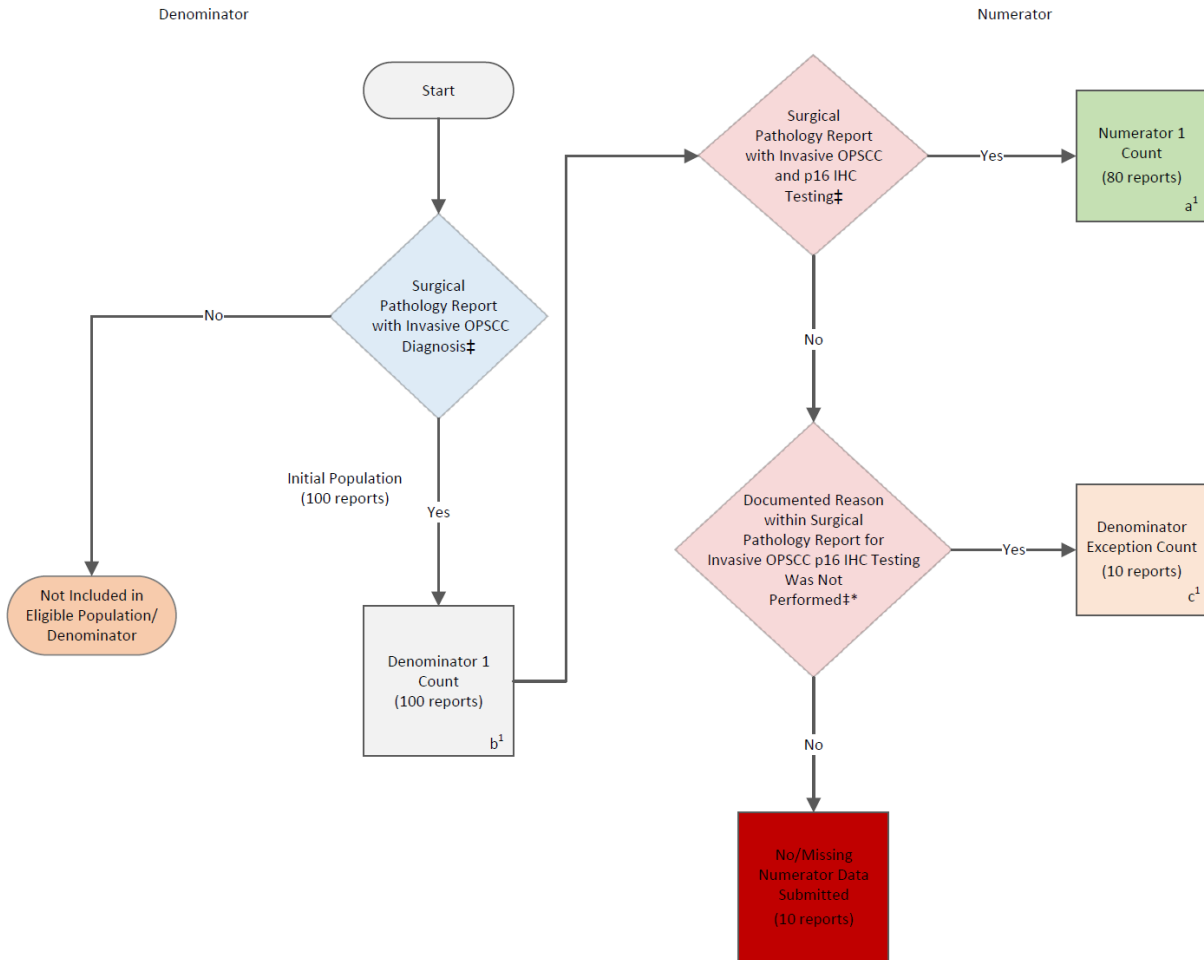 Denominator
Numerator
Start
Surgical
Pathology Report
with Invasive OPSCC
Diagnosis‡
No
Not Included in
Eligible Population/
Denominator
Initial Population
(100 reports)
Yes
Denominator 1
Count
(100 reports)
b¹
Surgical
Pathology Report
with Invasive OPSCC
and p16 IHC
Testing‡
Yes
Numerator 1
Count
(80 reports)
a¹
No
Documented Reason
within Surgical
Pathology Report for
Invasive OPSCC p16 IHC Testing
Was Not
Performed‡*
Yes
Denominator
Exception Count
(10 reports)
c¹
No
No/Missing
Numerator Data
Submitted
(10 reports)